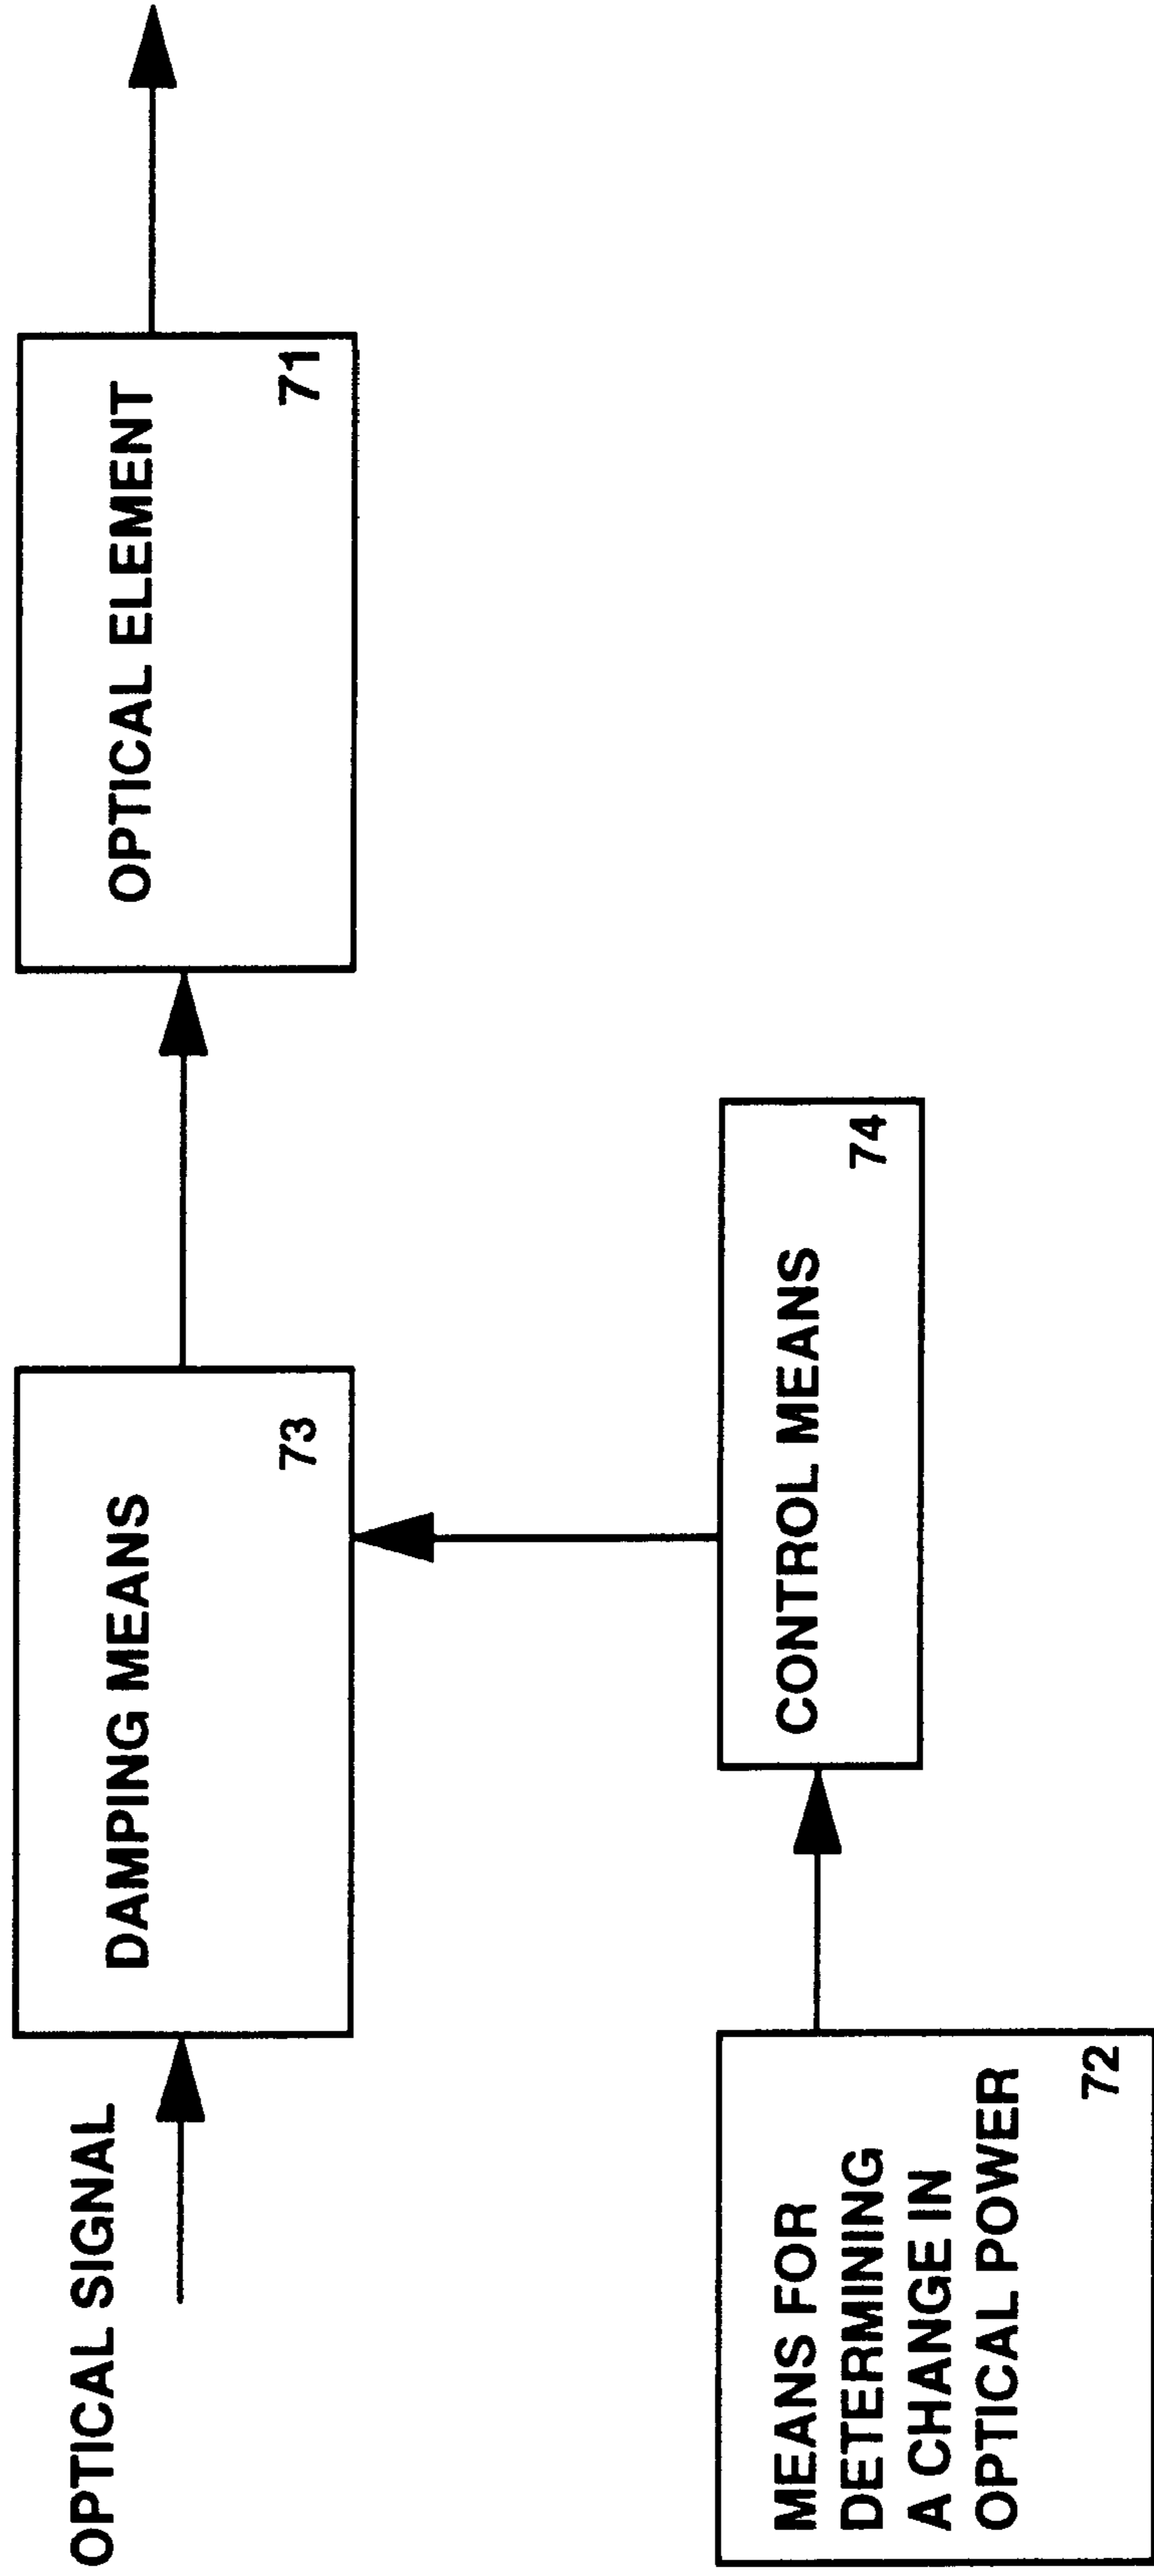 OPTICAL SIGNAL
DAMPING MEANS
73
OPTICAL ELEMENT
71
MEANS FOR
DETERMINING
A CHANGE IN
OPTICAL POWER
72
CONTROL MEANS
74